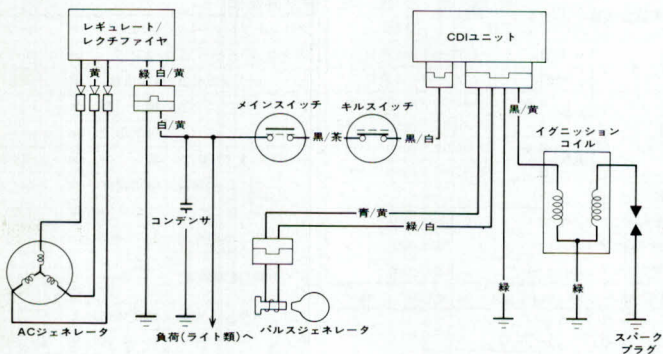 レギュレート/
レクチファイヤ
CDIユニット
黄
緑
白/黄
白/黄
メインスイッチ
キルスイッチ
黒/茶
黒/白
黒/黄
イグニッション
コイル
コンデンサ
青/黄
緑/白
緑
緑
ACジェネレータ
負荷(ライト類)へ
パルスジェネレータ
スパーク
プラグ